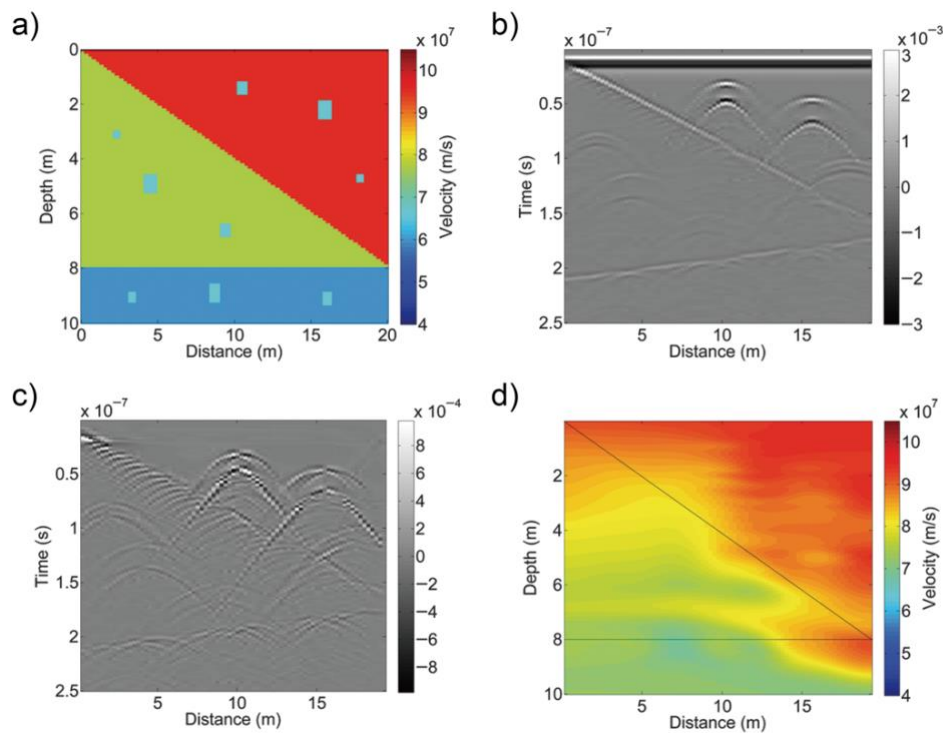 a)
x 10⁷
0
2
4
6
8
10
Depth (m)
0 5 10 15 20
Distance (m)
10
9
8
7
6
5
4
Velocity (m/s)
b)
x 10⁻⁷
0.5
1
1.5
2
2.5
Time (s)
5 10 15
Distance (m)
x 10⁻³
3
2
1
0
−1
−2
−3
c)
x 10⁻⁷
0.5
1
1.5
2
2.5
Time (s)
5 10 15
Distance (m)
x 10⁻⁴
8
6
4
2
0
−2
−4
−6
−8
d)
2
4
6
8
10
Depth (m)
5 10 15
Distance (m)
x 10⁷
10
9
8
7
6
5
4
Velocity (m/s)